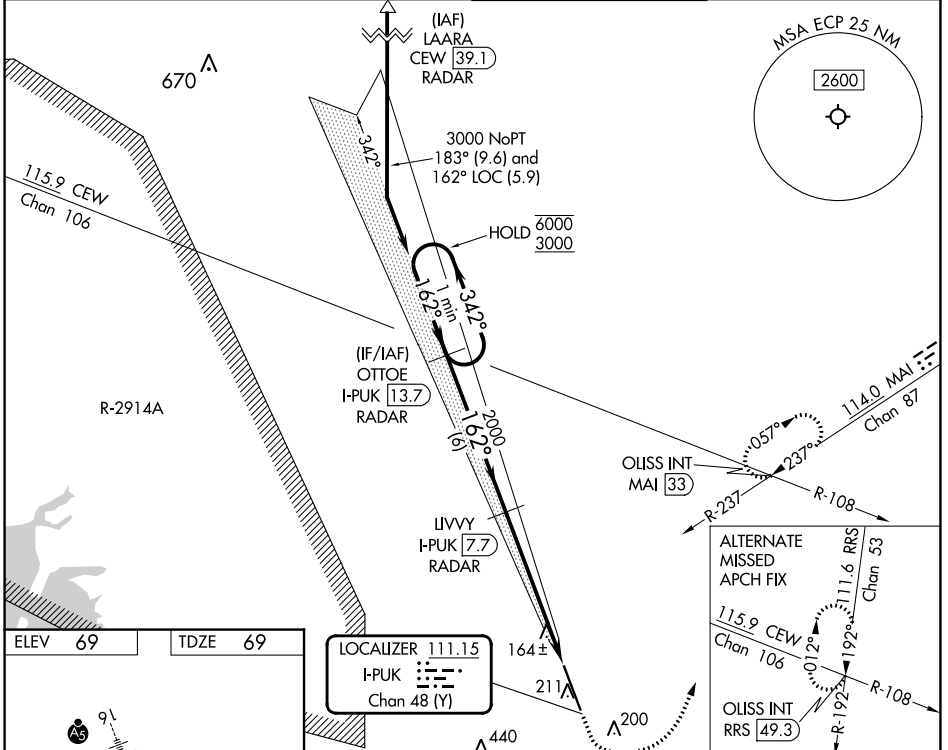 (IAF)
LAARA
CEW 39.1
RADAR
MSA ECP 25 NM
2600
670
342°
3000 NoPT
183° (9.6) and
162° LOC (5.9)
115.9 CEW
Chan 106
HOLD 6000
3000
162°
1 min
342°
(IF/IAF)
OTTOE
I-PUK 13.7
RADAR
R-2914A
2000
162°
(6)
114.0 MAI
Chan 87
057°
237°
OLISS INT
MAI 33
R-237
R-108
LIVVY
I-PUK 7.7
RADAR
ALTERNATE
MISSED
APCH FIX
111.6 RRS
Chan 53
115.9 CEW
Chan 106
012°
192°
R-108
OLISS INT
RRS 49.3
R-192
ELEV 69
TDZE 69
LOCALIZER 111.15
I-PUK
Chan 48 (Y)
164±
211
200
440
A5
16